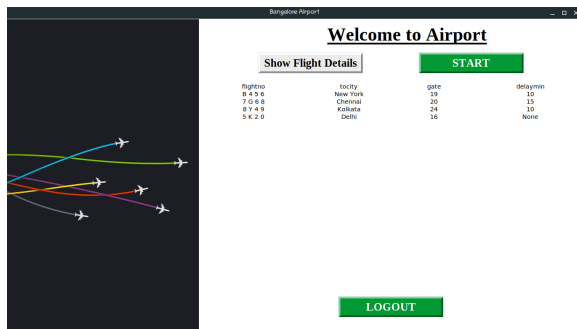 Bangalore Airport
Welcome to Airport
Show Flight Details START
flightno tocity gate delaymin
B 4 5 6 New York 19 10
7 G 6 8 Chennai 20 15
8 Y 4 9 Kolkata 24 10
5 K 2 0 Delhi 16 None
LOGOUT